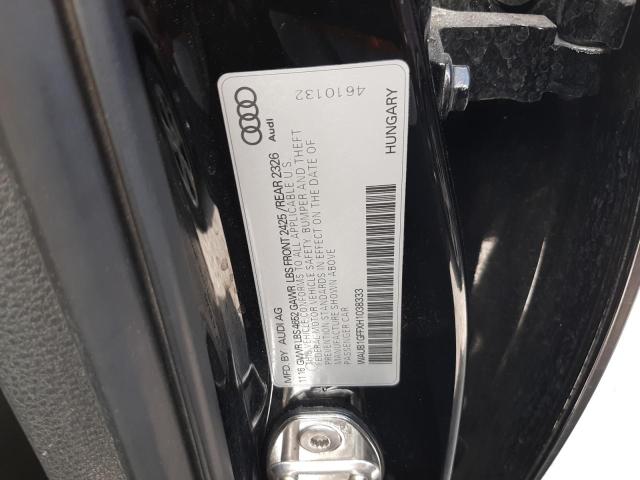 Audi
4610132
MFD. BY AUDI AG
11·16 GVWR LBS 4652 GAWR LBS FRONT 2425 /REAR 2326
THIS VEHICLE CONFORMS TO ALL APPLICABLE U.S.
FEDERAL MOTOR VEHICLE SAFETY, BUMPER AND THEFT
PREVENTION STANDARDS IN EFFECT ON THE DATE OF
MANUFACTURE SHOWN ABOVE
PASSENGER CAR
WAUB1GFFXH1038333
HUNGARY